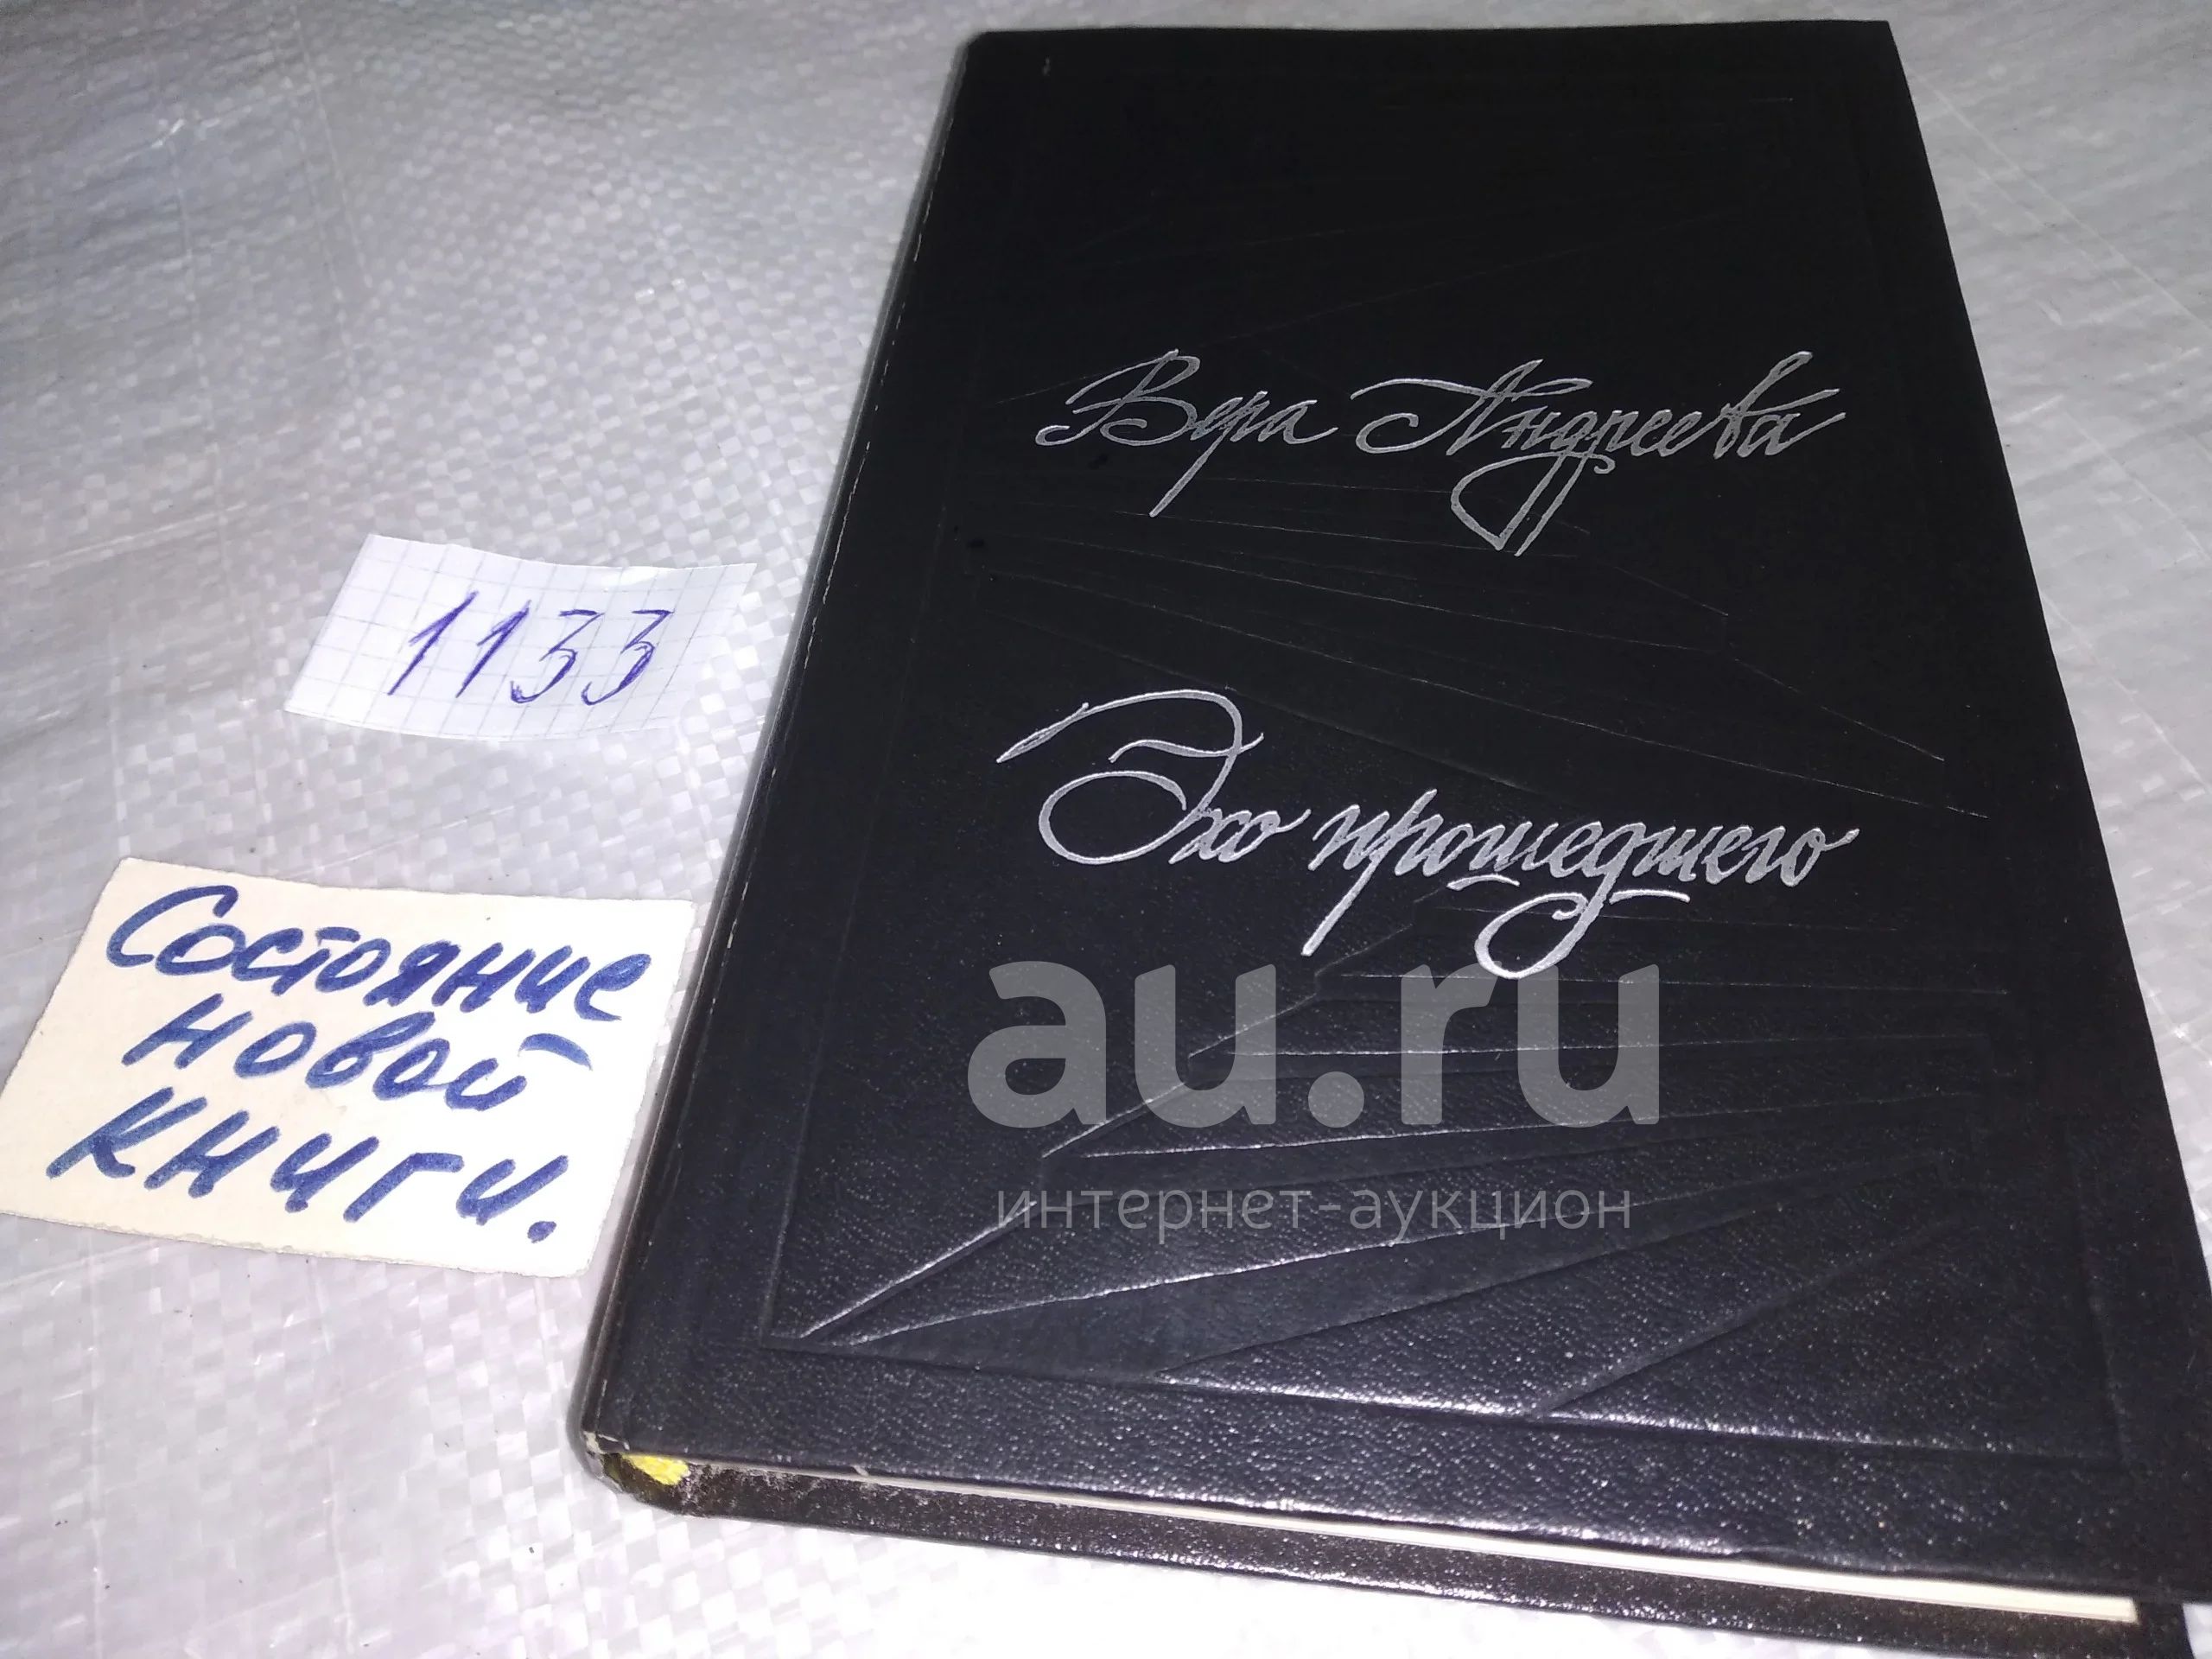 Вера Андреева
1133
Эхо прошедшего
Состояние
новой
книги.
au.ru
интернет-аукцион